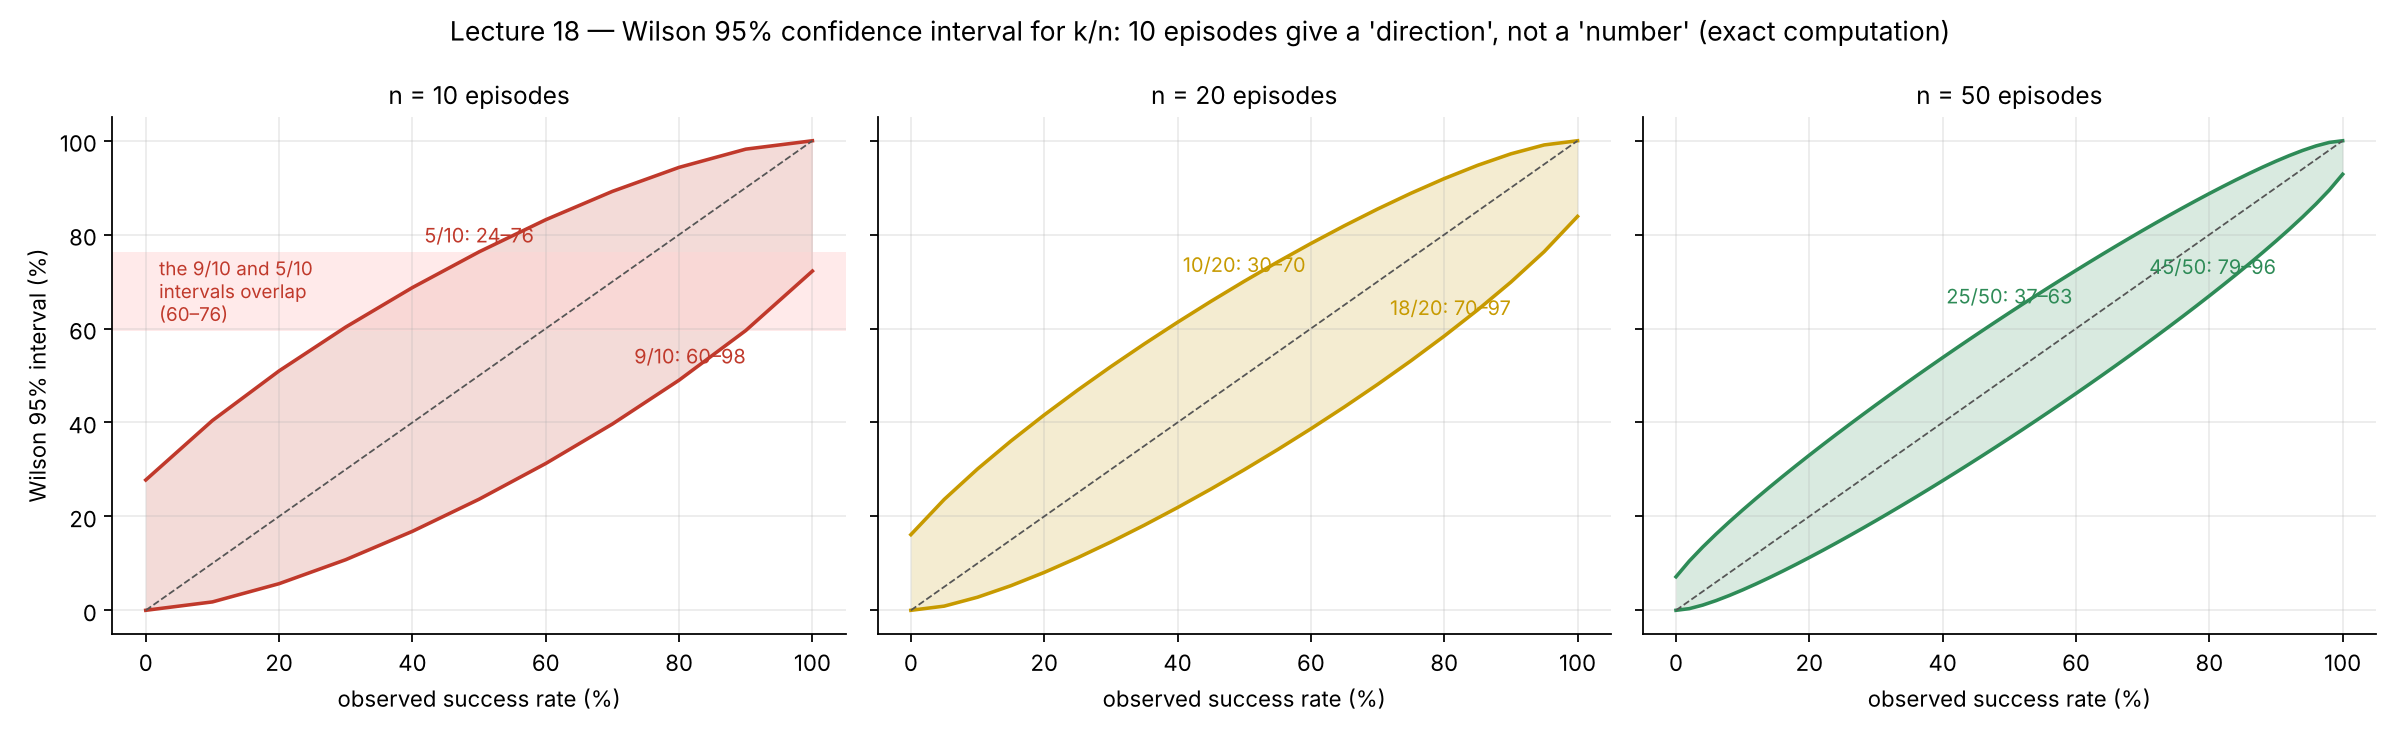 Lecture 18 — Wilson 95% confidence interval for k/n: 10 episodes give a 'direction', not a 'number' (exact computation)
n = 10 episodes
Wilson 95% interval (%)
100
80
60
40
20
0
5/10: 24–76
the 9/10 and 5/10
intervals overlap
(60–76)
9/10: 60–98
0 20 40 60 80 100
observed success rate (%)
n = 20 episodes
10/20: 30–70
18/20: 70–97
0 20 40 60 80 100
observed success rate (%)
n = 50 episodes
45/50: 79–96
25/50: 37–63
0 20 40 60 80 100
observed success rate (%)